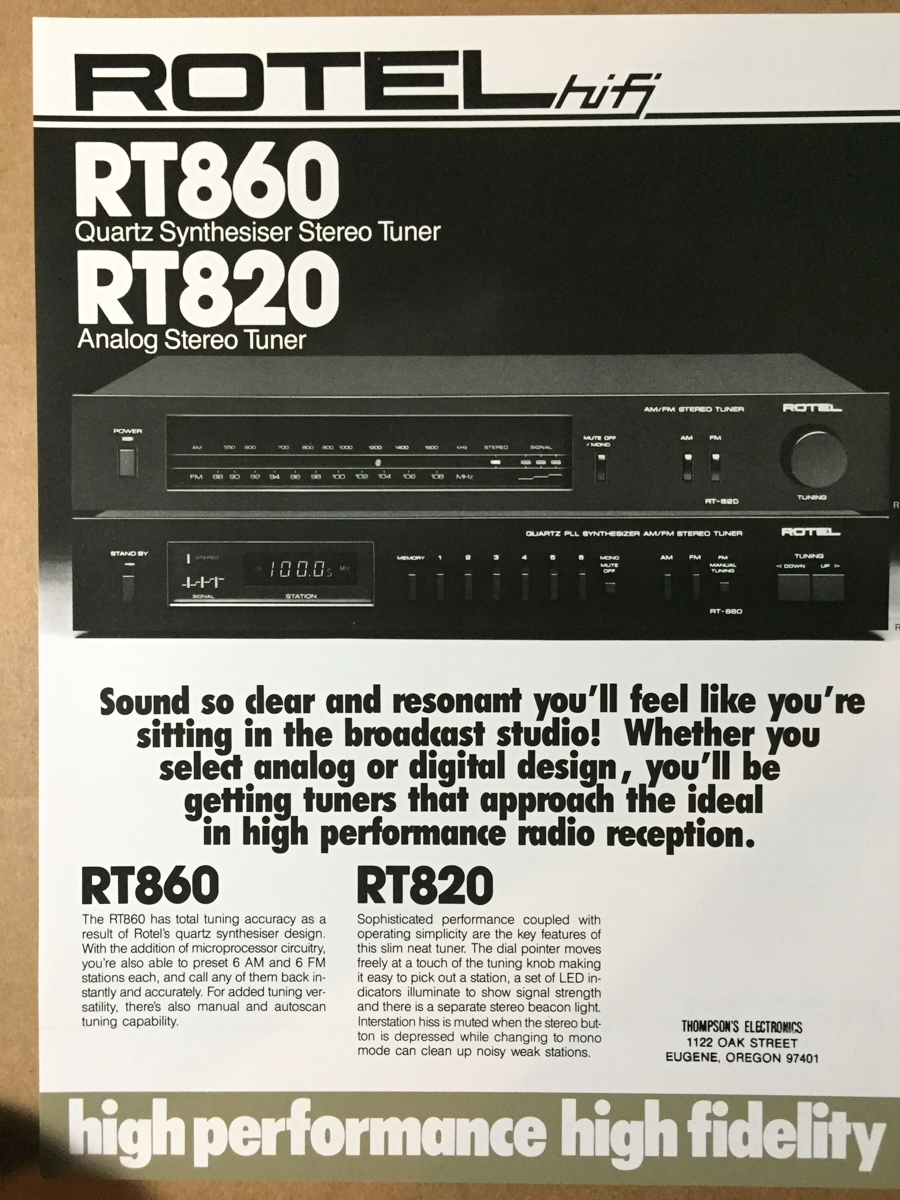 ROTEL hifi
RT860
Quartz Synthesiser Stereo Tuner
RT820
Analog Stereo Tuner
AM/FM STEREO TUNER
ROTEL
POWER
AM 550 600 700 800 900 1000 1200 1400 1600 kHz STEREO SIGNAL
FM 88 90 92 94 96 98 100 102 104 106 108 MHz
MUTE OFF
/ MONO
AM FM
RT-820
TUNING
QUARTZ PLL SYNTHESIZER AM/FM STEREO TUNER
ROTEL
STAND BY
STEREO
SIGNAL
100.0
STATION
MEMORY 1 2 3 4 5 6
MONO
MUTE
OFF
AM FM
FM
MANUAL
TUNING
TUNING
◁ DOWN UP ▷
RT-860
Sound so clear and resonant you'll feel like you're
sitting in the broadcast studio! Whether you
select analog or digital design, you'll be
getting tuners that approach the ideal
in high performance radio reception.
RT860
The RT860 has total tuning accuracy as a
result of Rotel's quartz synthesiser design.
With the addition of microprocessor circuitry,
you're also able to preset 6 AM and 6 FM
stations each, and call any of them back in-
stantly and accurately. For added tuning ver-
satility, there's also manual and autoscan
tuning capability.
RT820
Sophisticated performance coupled with
operating simplicity are the key features of
this slim neat tuner. The dial pointer moves
freely at a touch of the tuning knob making
it easy to pick out a station, a set of LED in-
dicators illuminate to show signal strength
and there is a separate stereo beacon light.
Interstation hiss is muted when the stereo but-
ton is depressed while changing to mono
mode can clean up noisy weak stations.
THOMPSON'S ELECTRONICS
1122 OAK STREET
EUGENE, OREGON 97401
high performance high fidelity